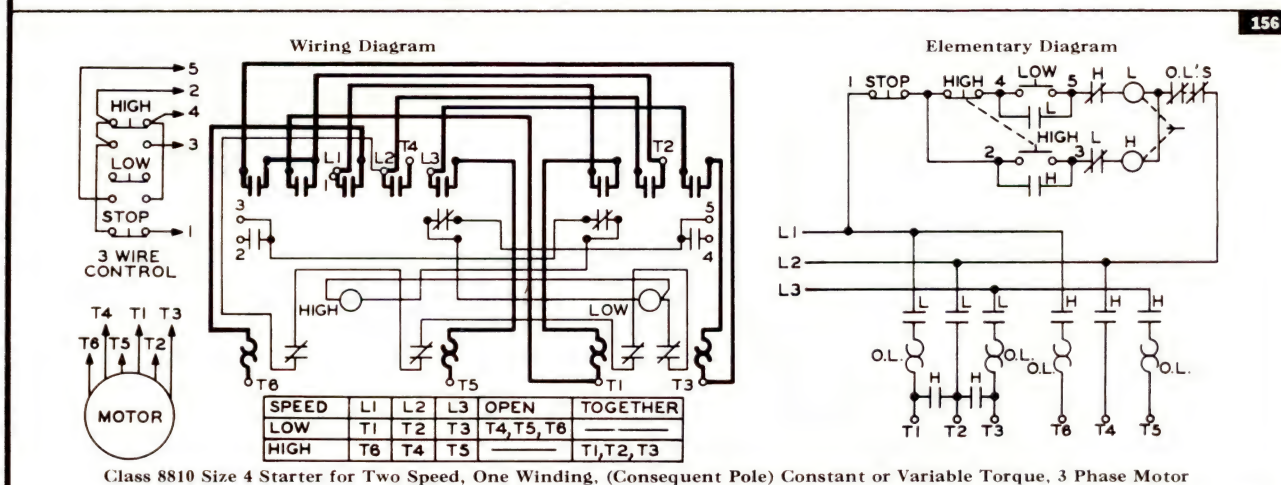 156
Wiring Diagram
5
2
HIGH
4
3
LOW
STOP
1
3 WIRE
CONTROL
T4 T1 T3
T6 T5 T2
MOTOR
L1 L2 T4 L3 T2
1
3 5
2 4
HIGH LOW
T6 T5 T1 T3
SPEED L1 L2 L3 OPEN TOGETHER
LOW T1 T2 T3 T4,T5,T6
HIGH T6 T4 T5 T1,T2,T3
Elementary Diagram
1 STOP HIGH 4 LOW 5 H L O.L.'S
L
HIGH
2 3 L H
H
L1
L2
L3
L L L H H H
O.L. O.L. O.L. O.L.
H H
T1 T2 T3 T6 T4 T5
Class 8810 Size 4 Starter for Two Speed, One Winding, (Consequent Pole) Constant or Variable Torque, 3 Phase Motor